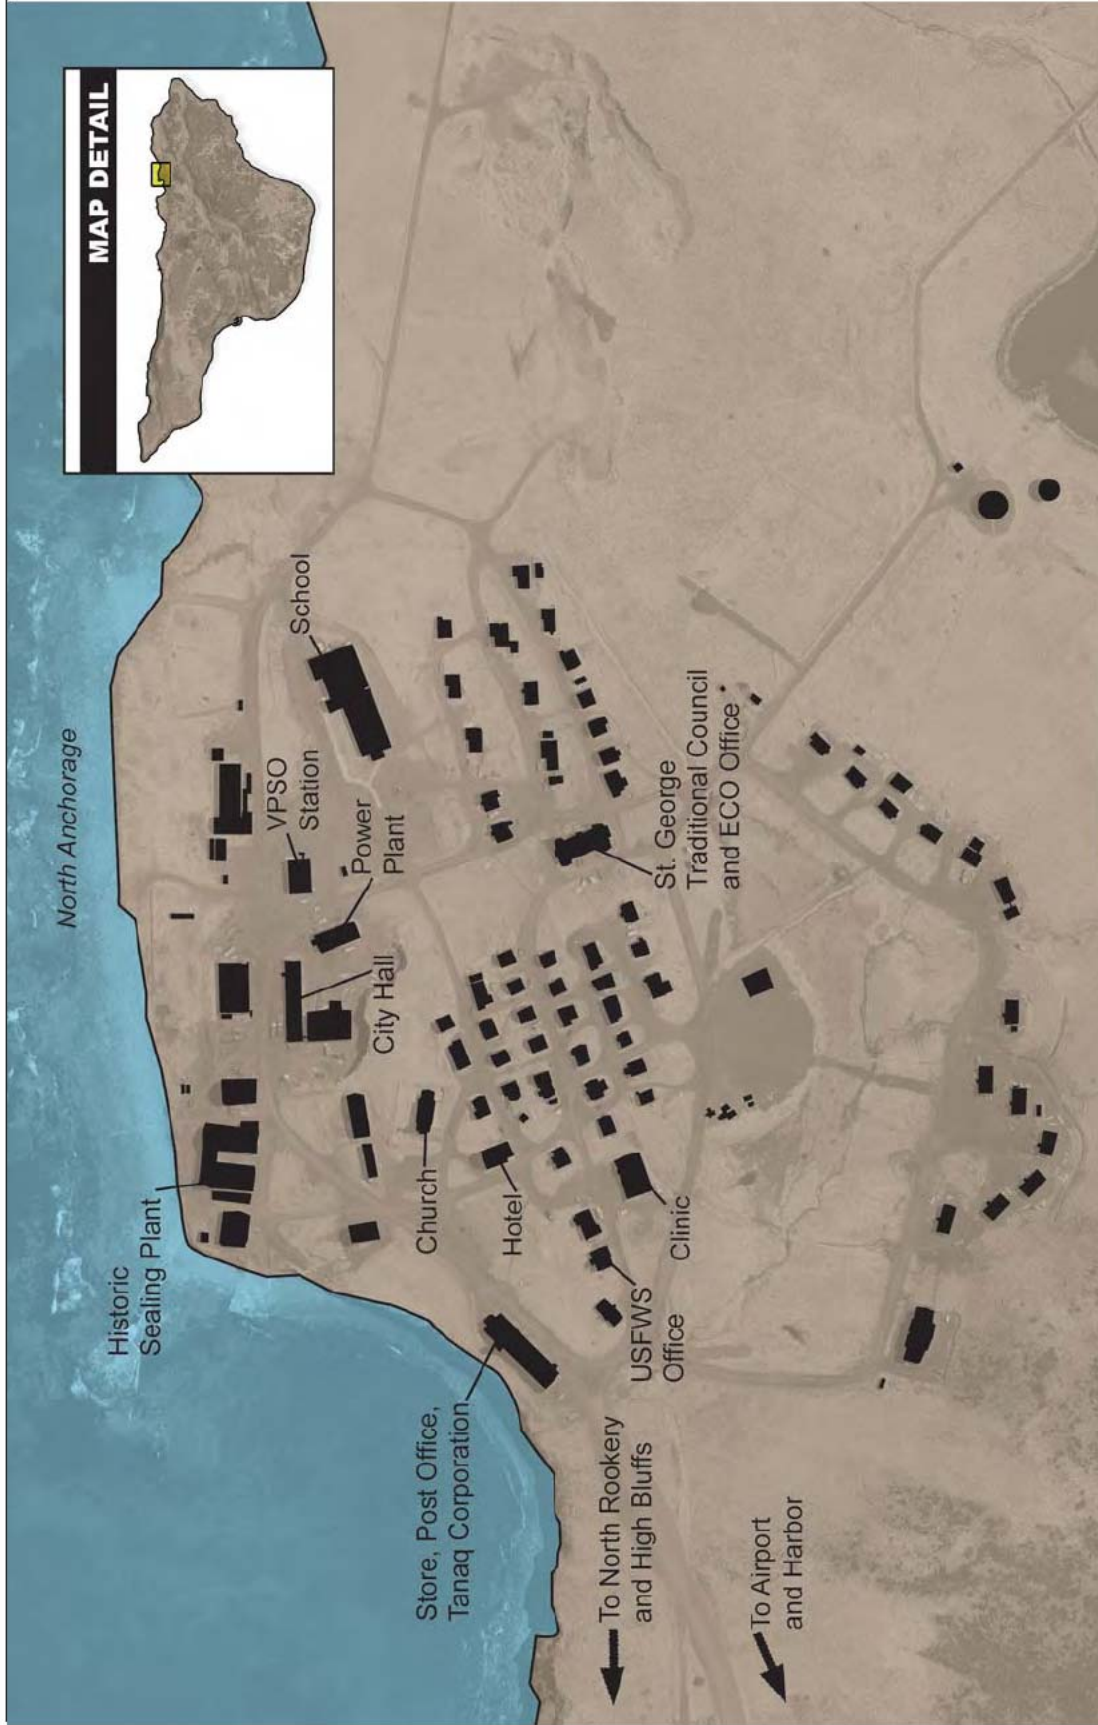 MAP DETAIL
North Anchorage
Historic
Sealing Plant
School
VPSO
Station
Power
Plant
City Hall
Church
Hotel
Store, Post Office,
Tanaq Corporation
USFWS
Office
Clinic
St. George
Traditional Council
and ECO Office
To North Rookery
and High Bluffs
To Airport
and Harbor